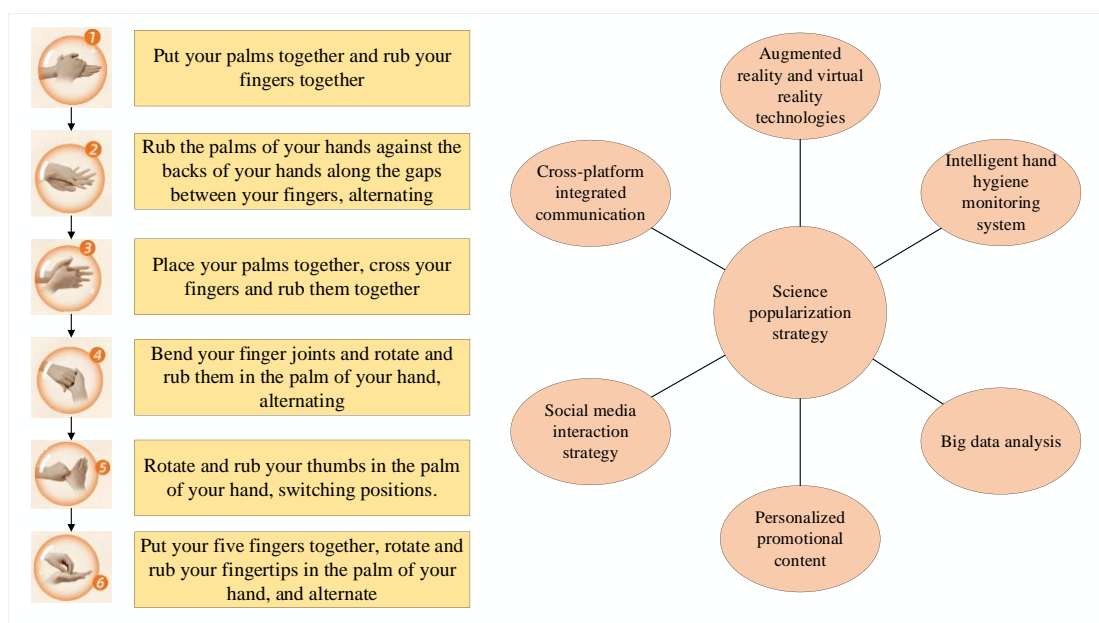 1
Put your palms together and rub your
fingers together
2
Rub the palms of your hands against the
backs of your hands along the gaps
between your fingers, alternating
3
Place your palms together, cross your
fingers and rub them together
4
Bend your finger joints and rotate and
rub them in the palm of your hand,
alternating
5
Rotate and rub your thumbs in the palm
of your hand, switching positions.
6
Put your five fingers together, rotate and
rub your fingertips in the palm of your
hand, and alternate
Augmented
reality and virtual
reality
technologies
Cross-platform
integrated
communication
Intelligent hand
hygiene
monitoring
system
Science
popularization
strategy
Social media
interaction
strategy
Big data analysis
Personalized
promotional
content